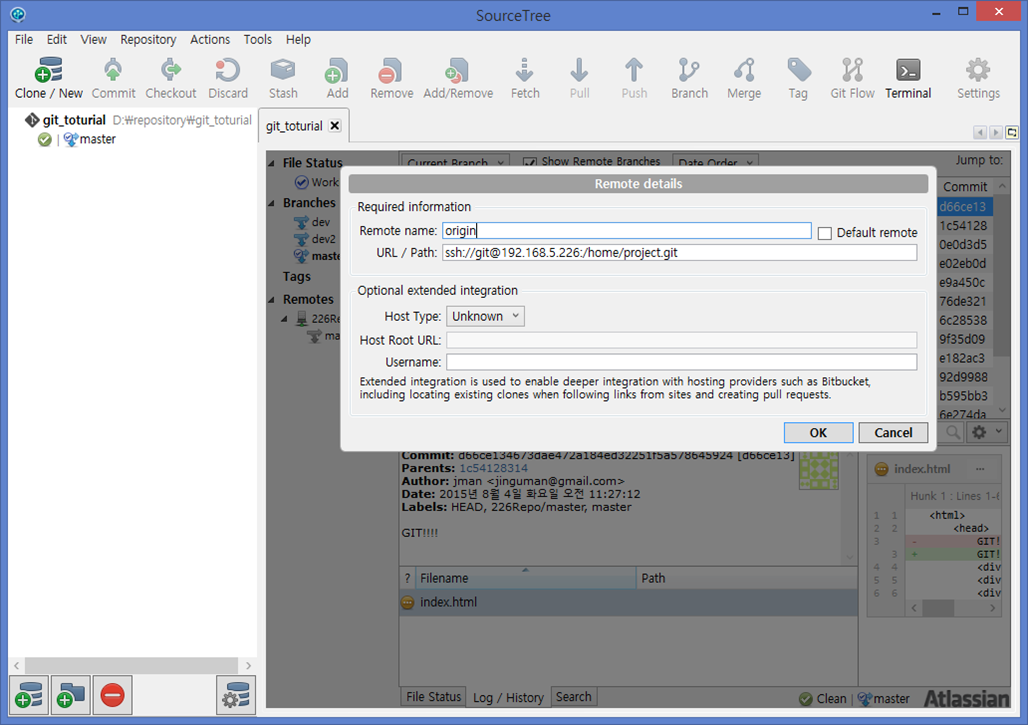 SourceTree
File Edit View Repository Actions Tools Help
Clone / New Commit Checkout Discard Stash Add Remove Add/Remove Fetch Pull Push Branch Merge Tag Git Flow Terminal Settings
git_toturial D:₩repository₩git_toturial
master
git_toturial
File Status
Work
Branches
dev
dev2
maste
Tags
Remotes
226Re
ma
Current Branch Show Remote Branches Date Order Jump to:
Remote details
Required information
Remote name: origin Default remote
URL / Path: ssh://git@192.168.5.226:/home/project.git
Optional extended integration
Host Type: Unknown
Host Root URL:
Username:
Extended integration is used to enable deeper integration with hosting providers such as Bitbucket,
including locating existing clones when following links from sites and creating pull requests.
OK Cancel
Commit
d66ce13
1c54128
0e0d3d5
e02eb0d
e9a450c
76de321
6c28538
9f35d09
e182ac3
92d9988
b595bb3
6e274da
Commit: d66ce134673dae472a184ed32251f5a578645924 [d66ce13]
Parents: 1c54128314
Author: jman <jinguman@gmail.com>
Date: 2015년 8월 4일 화요일 오전 11:27:12
Labels: HEAD, 226Repo/master, master
GIT!!!!
? Filename Path
index.html
index.html ...
Hunk 1 : Lines 1-6
1 1 <html>
2 2 <head>
3 - GIT!
3 + GIT!
4 4 <div
5 5 <div
6 6 <div
File Status Log / History Search
Clean master Atlassian